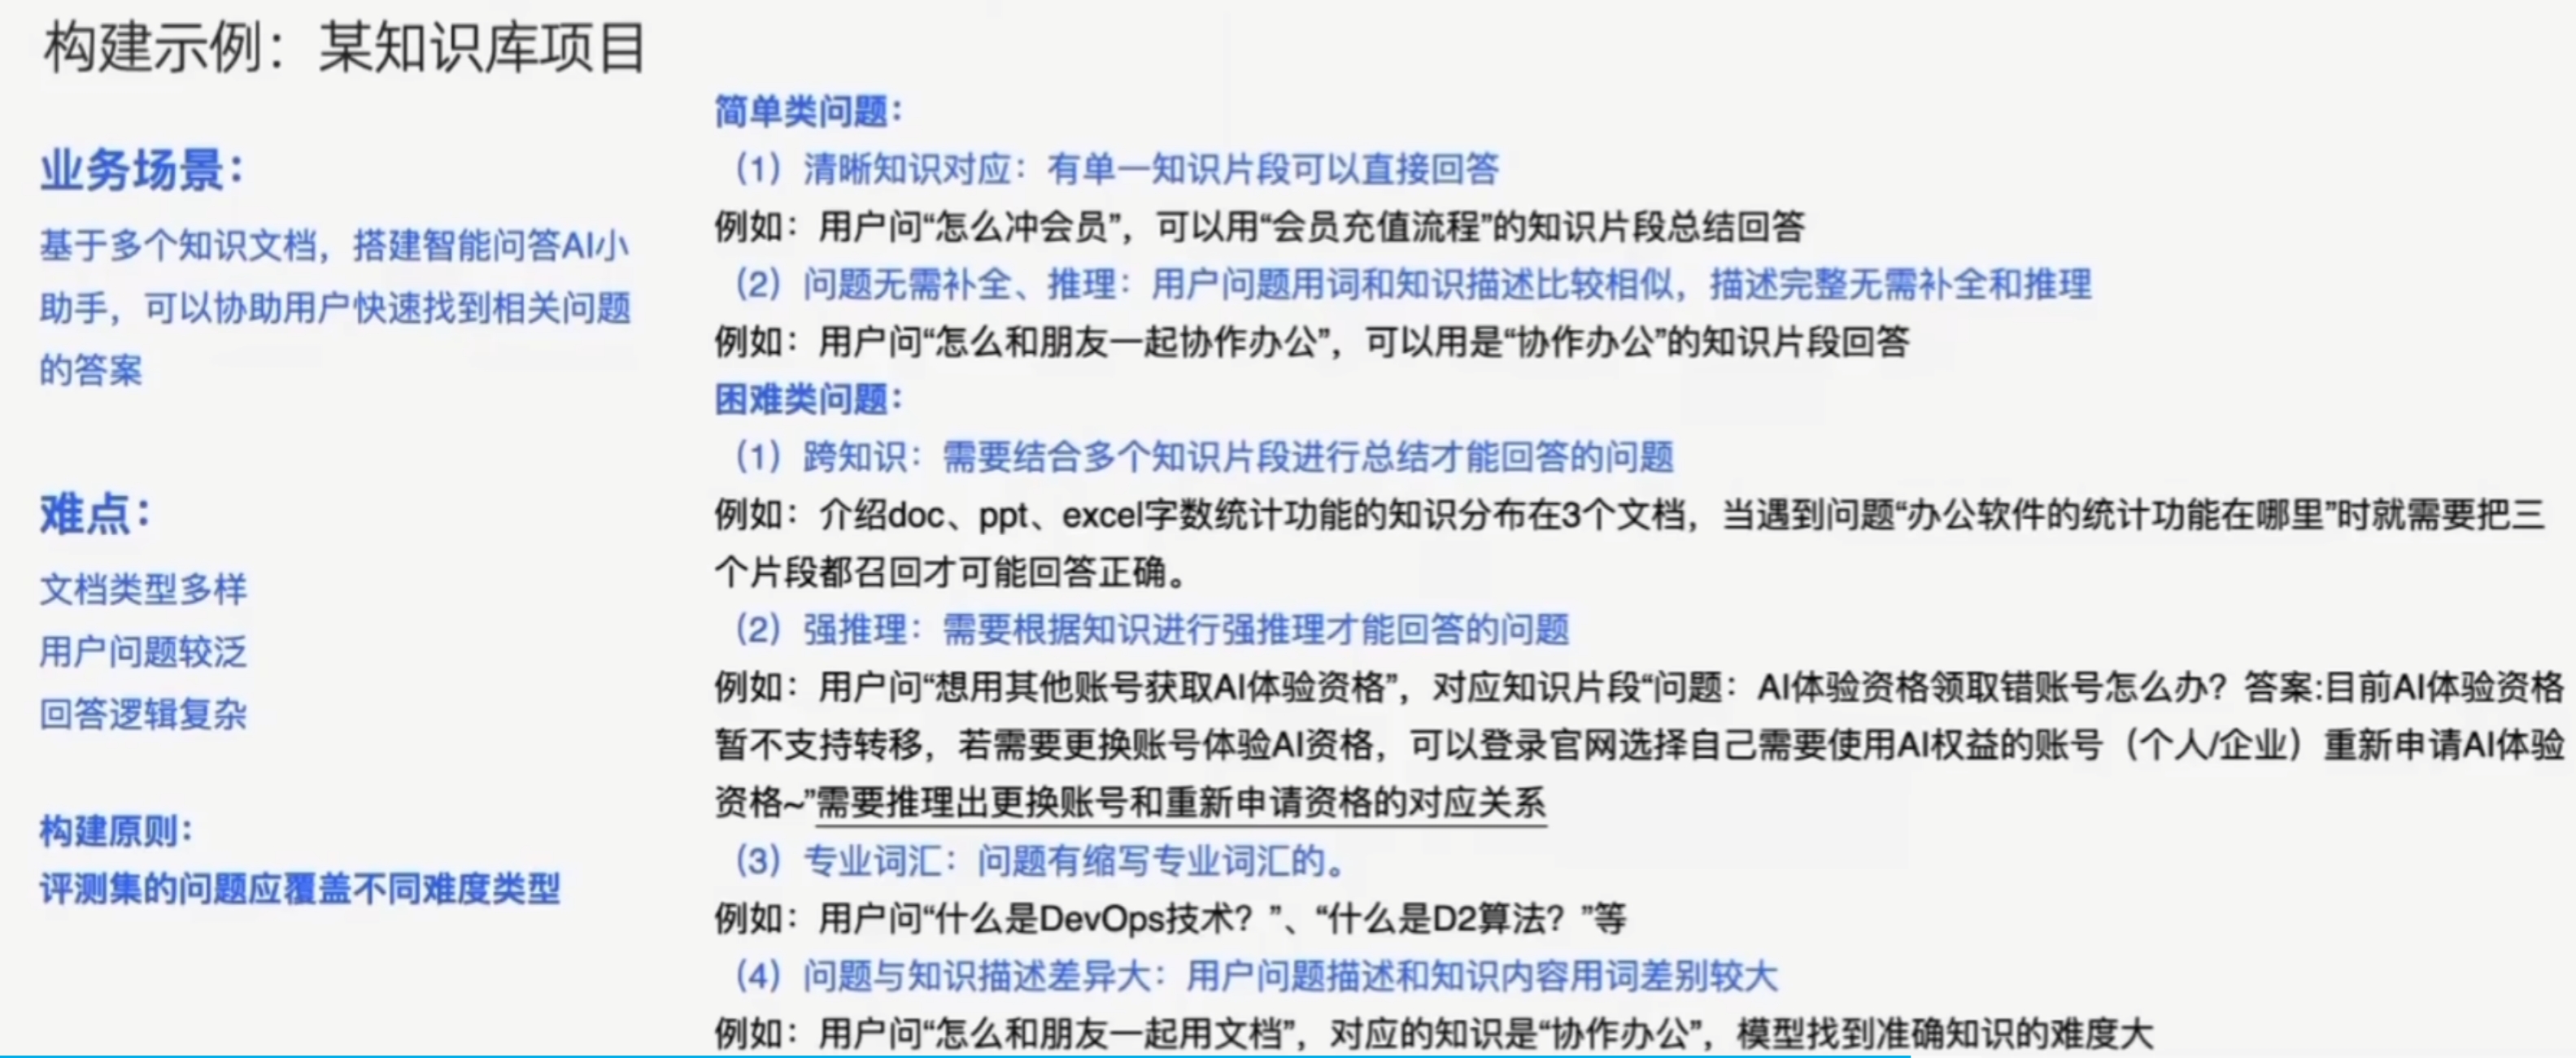 构建示例：某知识库项目
业务场景：
基于多个知识文档，搭建智能问答AI小
助手，可以协助用户快速找到相关问题
的答案
难点：
文档类型多样
用户问题较泛
回答逻辑复杂
构建原则：
评测集的问题应覆盖不同难度类型
简单类问题：
（1）清晰知识对应：有单一知识片段可以直接回答
例如：用户问“怎么冲会员”，可以用“会员充值流程”的知识片段总结回答
（2）问题无需补全、推理：用户问题用词和知识描述比较相似，描述完整无需补全和推理
例如：用户问“怎么和朋友一起协作办公”，可以用是“协作办公”的知识片段回答
困难类问题：
（1）跨知识：需要结合多个知识片段进行总结才能回答的问题
例如：介绍doc、ppt、excel字数统计功能的知识分布在3个文档，当遇到问题“办公软件的统计功能在哪里”时就需要把三
个片段都召回才可能回答正确。
（2）强推理：需要根据知识进行强推理才能回答的问题
例如：用户问“想用其他账号获取AI体验资格”，对应知识片段“问题：AI体验资格领取错账号怎么办？答案:目前AI体验资格
暂不支持转移，若需要更换账号体验AI资格，可以登录官网选择自己需要使用AI权益的账号（个人/企业）重新申请AI体验
资格~”需要推理出更换账号和重新申请资格的对应关系
（3）专业词汇：问题有缩写专业词汇的。
例如：用户问“什么是DevOps技术？”、“什么是D2算法？”等
（4）问题与知识描述差异大：用户问题描述和知识内容用词差别较大
例如：用户问“怎么和朋友一起用文档”，对应的知识是“协作办公”，模型找到准确知识的难度大